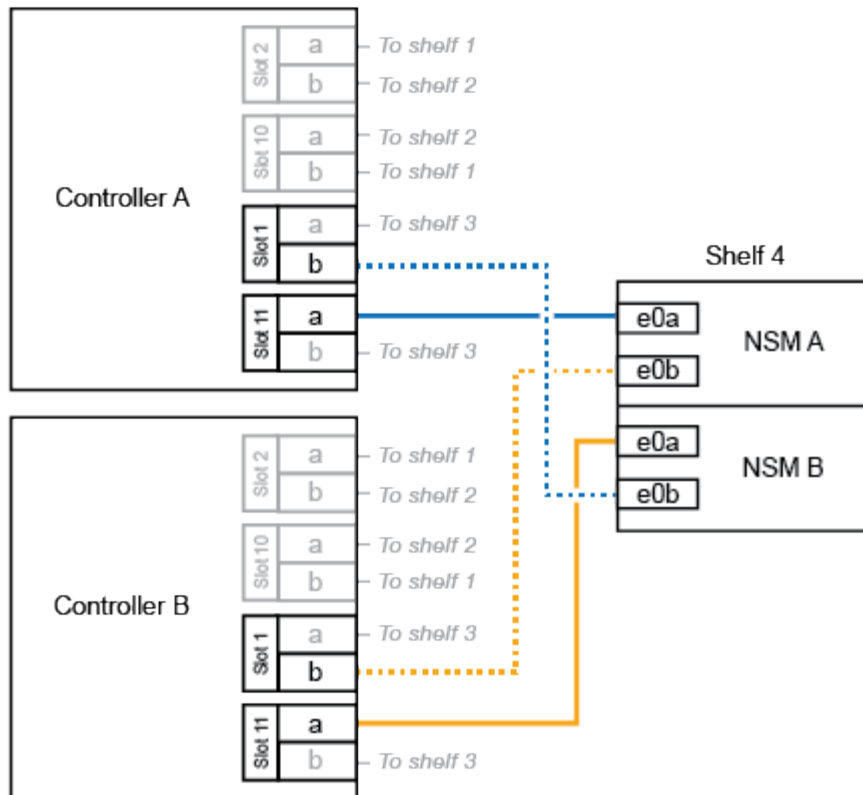 Controller A
Slot 2
a
To shelf 1
b
To shelf 2
Slot 10
a
To shelf 2
b
To shelf 1
Slot 1
a
To shelf 3
b
Slot 11
a
b
To shelf 3
Controller B
Slot 2
a
To shelf 1
b
To shelf 2
Slot 10
a
To shelf 2
b
To shelf 1
Slot 1
a
To shelf 3
b
Slot 11
a
b
To shelf 3
Shelf 4
e0a
NSM A
e0b
e0a
NSM B
e0b